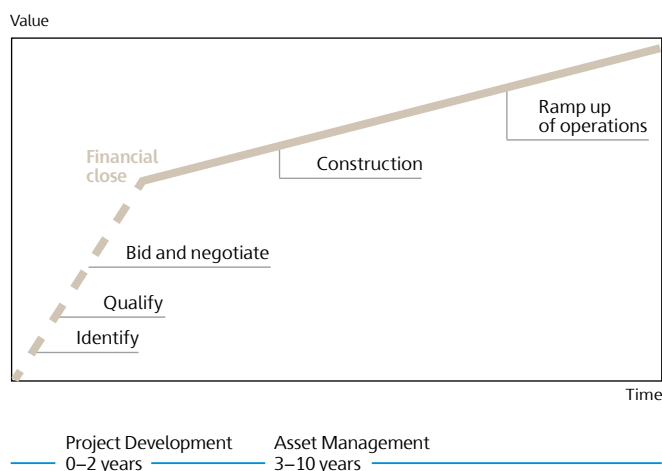 Value
Ramp up
of operations
Financial
close
Construction
Bid and negotiate
Qualify
Identify
Time
Project Development
0–2 years
Asset Management
3–10 years